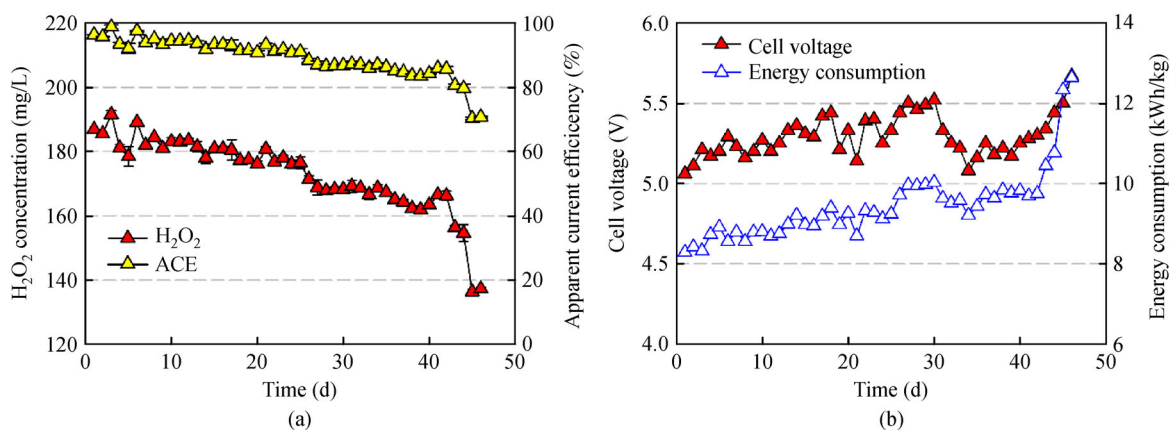 220
200
180
160
140
120
H₂O₂ concentration (mg/L)
100
80
60
40
20
0
Apparent current efficiency (%)
H₂O₂
ACE
0 10 20 30 40 50
Time (d)
(a)
6.0
5.5
5.0
4.5
4.0
Cell voltage (V)
14
12
10
8
6
Energy consumption (kWh/kg)
Cell voltage
Energy consumption
0 10 20 30 40 50
Time (d)
(b)